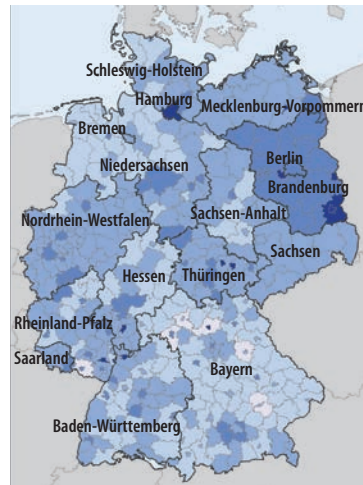 Schleswig-Holstein
Hamburg
Mecklenburg-Vorpommern
Bremen
Niedersachsen
Berlin
Brandenburg
Nordrhein-Westfalen
Sachsen-Anhalt
Sachsen
Hessen
Thüringen
Rheinland-Pfalz
Saarland
Bayern
Baden-Württemberg